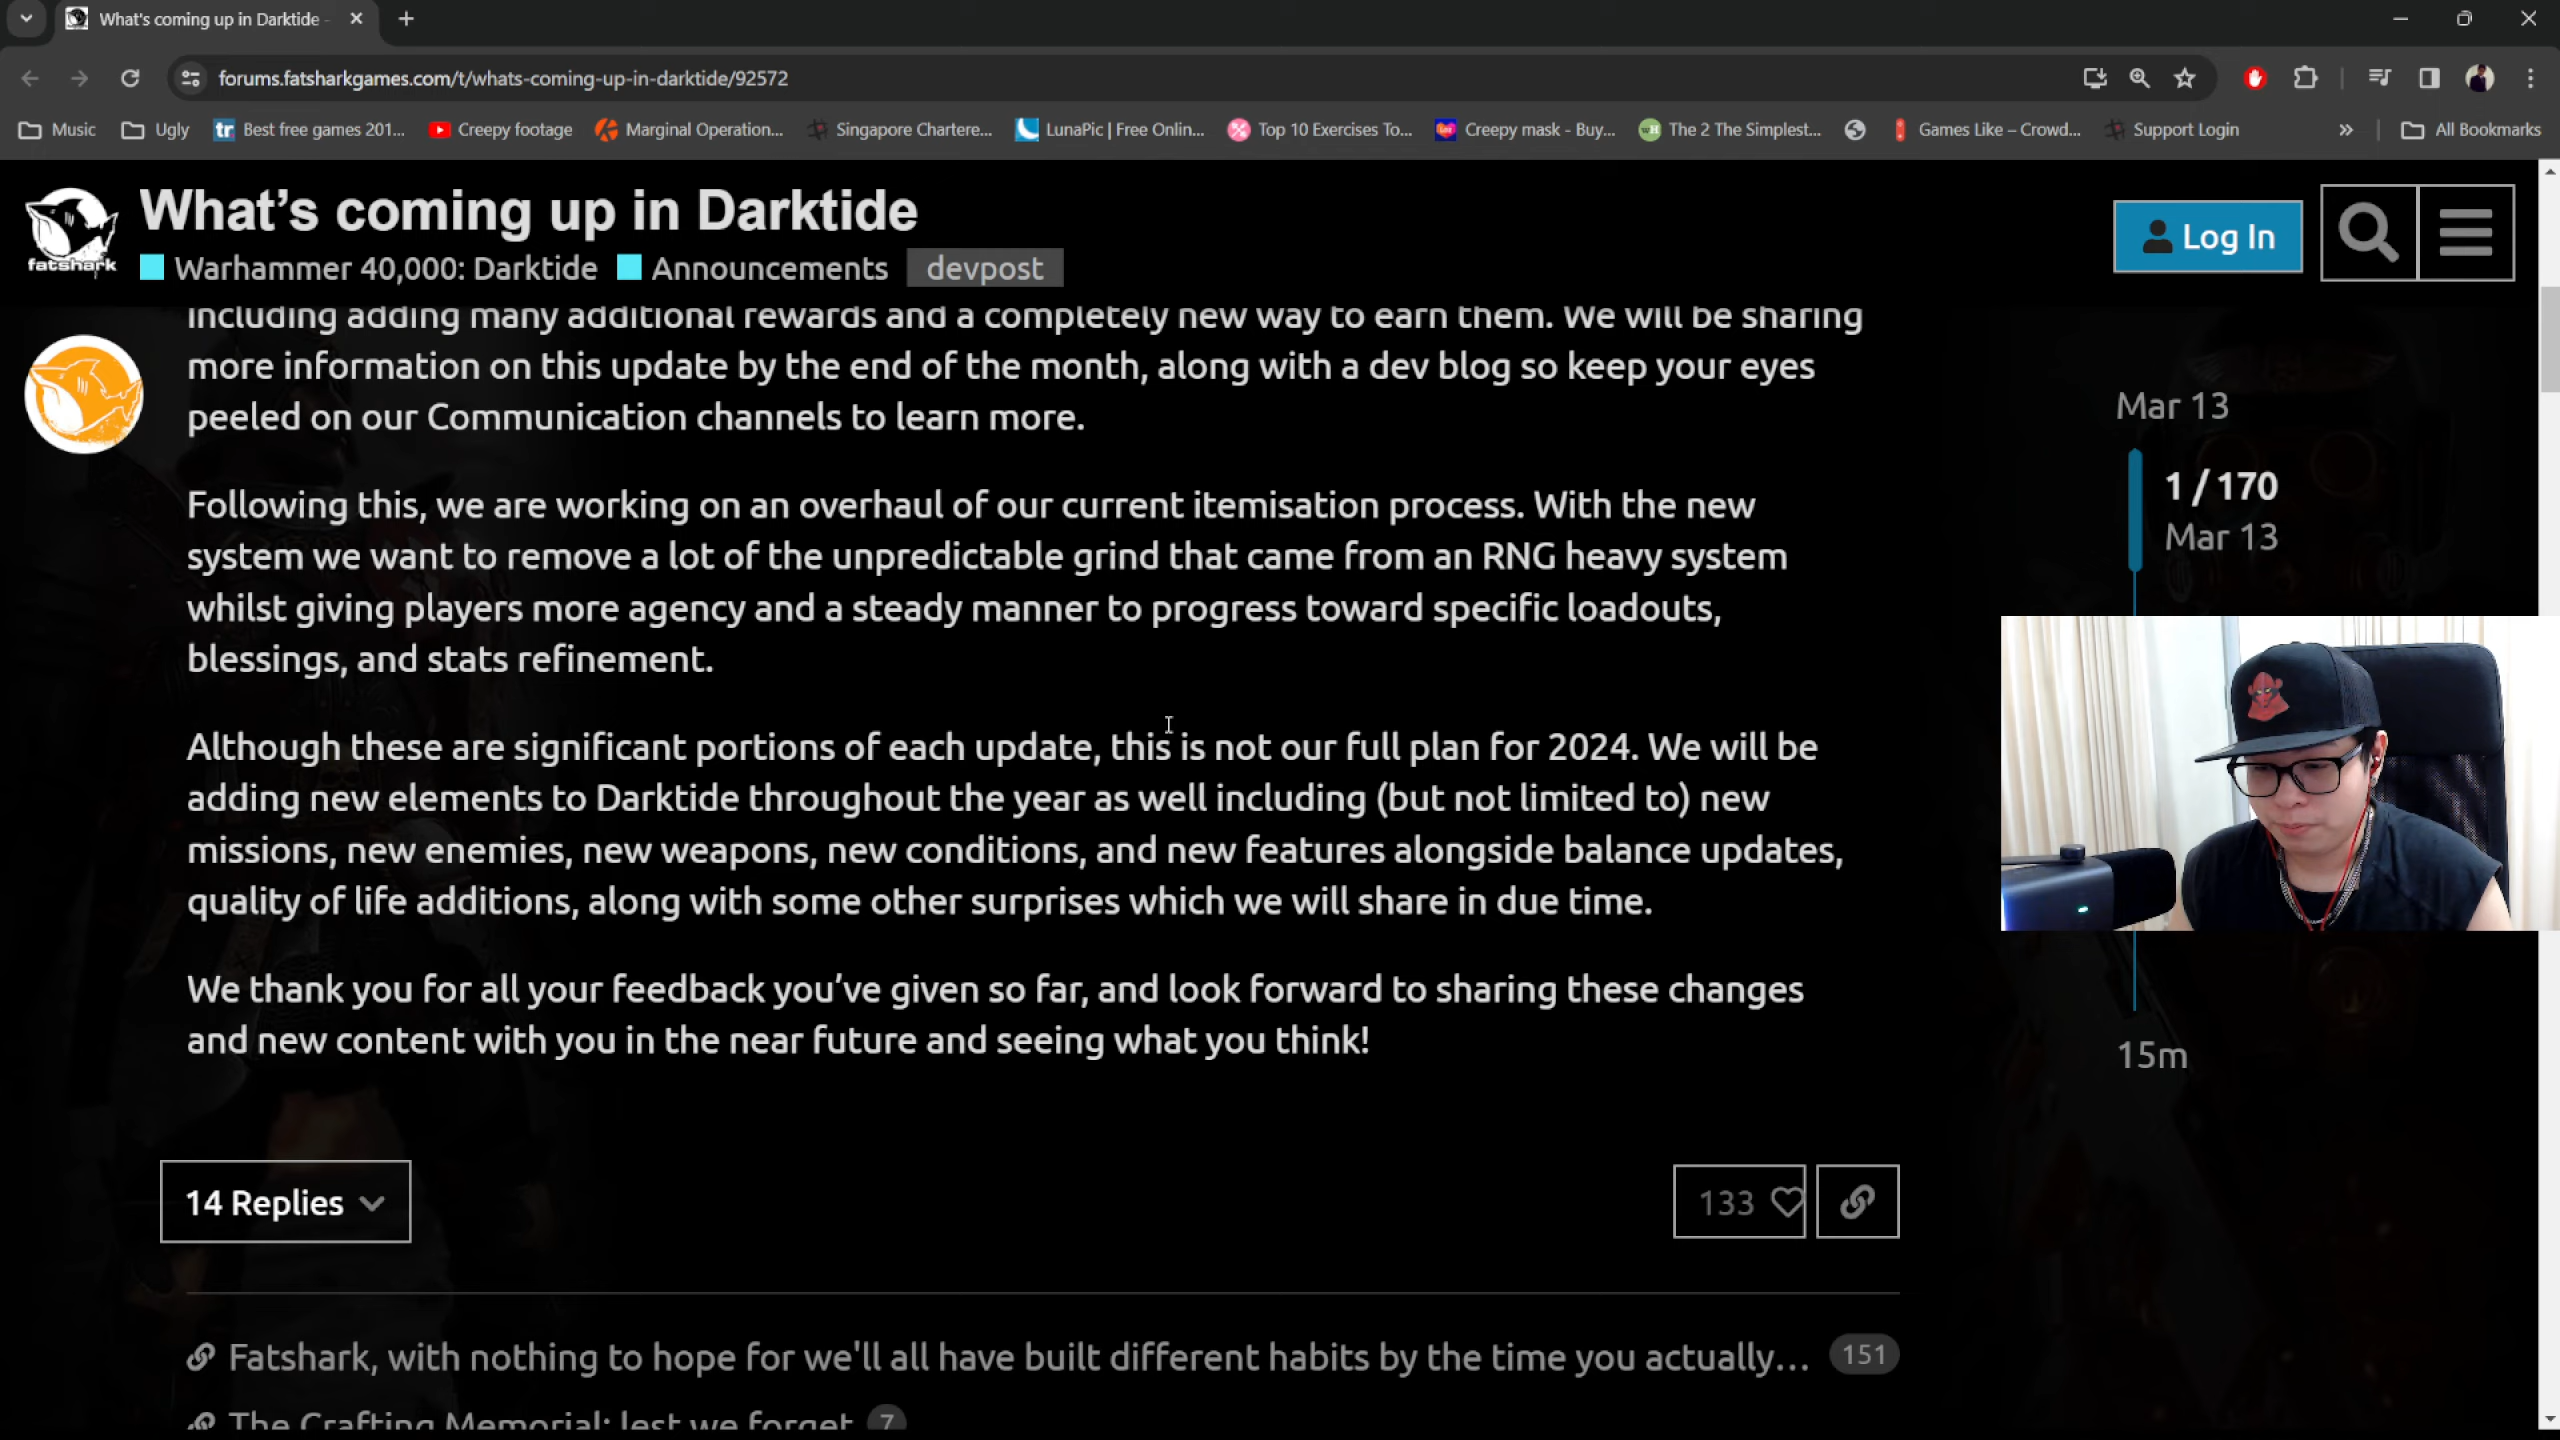 What's coming up in Darktide -
forums.fatsharkgames.com/t/whats-coming-up-in-darktide/92572
Music
Ugly
tr Best free games 201...
Creepy footage
Marginal Operation...
Singapore Chartere...
LunaPic | Free Onlin...
Top 10 Exercises To...
Creepy mask - Buy...
The 2 The Simplest...
Games Like – Crowd...
Support Login
»
All Bookmarks
fatshark
What’s coming up in Darktide
Warhammer 40,000: Darktide Announcements devpost
Log In
including adding many additional rewards and a completely new way to earn them. We will be sharing
more information on this update by the end of the month, along with a dev blog so keep your eyes
peeled on our Communication channels to learn more.
Following this, we are working on an overhaul of our current itemisation process. With the new
system we want to remove a lot of the unpredictable grind that came from an RNG heavy system
whilst giving players more agency and a steady manner to progress toward specific loadouts,
blessings, and stats refinement.
Although these are significant portions of each update, this is not our full plan for 2024. We will be
adding new elements to Darktide throughout the year as well including (but not limited to) new
missions, new enemies, new weapons, new conditions, and new features alongside balance updates,
quality of life additions, along with some other surprises which we will share in due time.
We thank you for all your feedback you’ve given so far, and look forward to sharing these changes
and new content with you in the near future and seeing what you think!
Mar 13
1 / 170
Mar 13
15m
14 Replies
133
Fatshark, with nothing to hope for we'll all have built different habits by the time you actually... 151
The Crafting Memorial: lest we forget 7